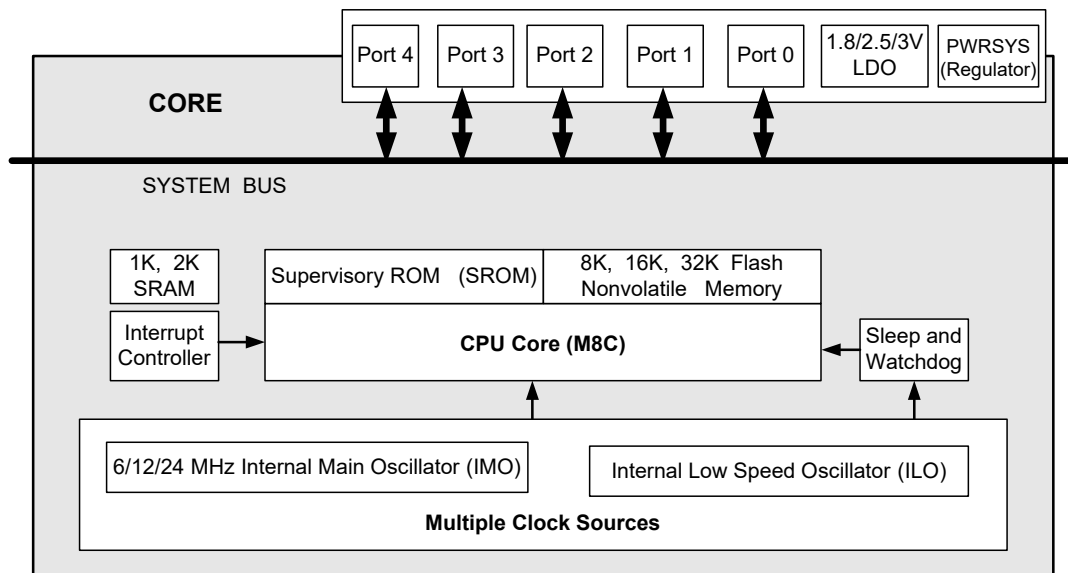 Port 4
Port 3
Port 2
Port 1
Port 0
1.8/2.5/3V
LDO
PWRSYS
(Regulator)
CORE
SYSTEM BUS
1K, 2K
SRAM
Supervisory ROM (SROM)
8K, 16K, 32K Flash
Nonvolatile Memory
Interrupt
Controller
CPU Core (M8C)
Sleep and
Watchdog
6/12/24 MHz Internal Main Oscillator (IMO)
Internal Low Speed Oscillator (ILO)
Multiple Clock Sources